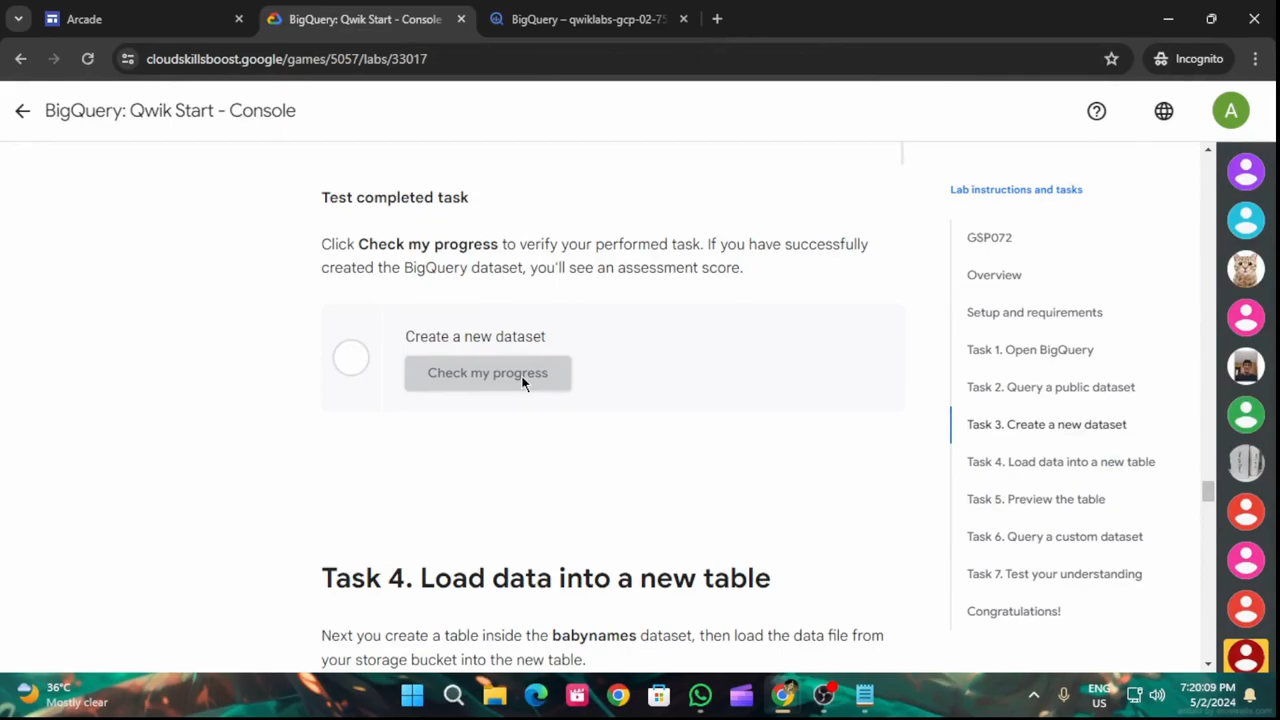 Arcade
BigQuery: Qwik Start - Console
BigQuery – qwiklabs-gcp-02-75
cloudskillsboost.google/games/5057/labs/33017
Incognito
BigQuery: Qwik Start - Console
A
Test completed task
Click Check my progress to verify your performed task. If you have successfully
created the BigQuery dataset, you'll see an assessment score.
Create a new dataset
Check my progress
Task 4. Load data into a new table
Next you create a table inside the babynames dataset, then load the data file from
your storage bucket into the new table.
Lab instructions and tasks
GSP072
Overview
Setup and requirements
Task 1. Open BigQuery
Task 2. Query a public dataset
Task 3. Create a new dataset
Task 4. Load data into a new table
Task 5. Preview the table
Task 6. Query a custom dataset
Task 7. Test your understanding
Congratulations!
36°C
Mostly clear
ENG
US
7:20:09 PM
5/2/2024